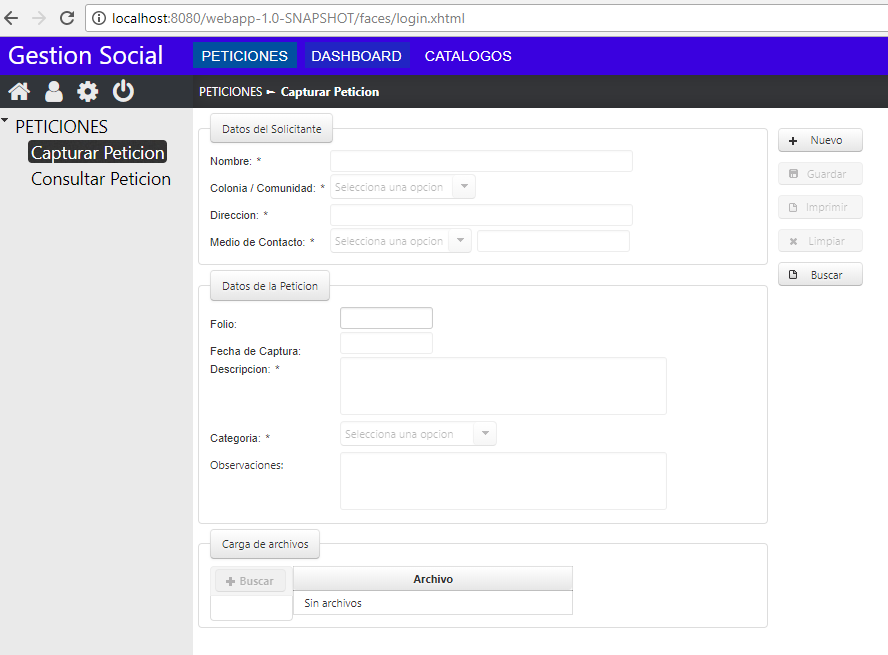 localhost:8080/webapp-1.0-SNAPSHOT/faces/login.xhtml
Gestion Social PETICIONES DASHBOARD CATALOGOS
PETICIONES ➳ Capturar Peticion
PETICIONES
Capturar Peticion
Consultar Peticion
Datos del Solicitante
Nombre: *
Colonia / Comunidad: * Selecciona una opcion
Direccion: *
Medio de Contacto: * Selecciona una opcion
Nuevo
Guardar
Imprimir
Limpiar
Buscar
Datos de la Peticion
Folio:
Fecha de Captura:
Descripcion: *
Categoria: * Selecciona una opcion
Observaciones:
Carga de archivos
Buscar Archivo
Sin archivos